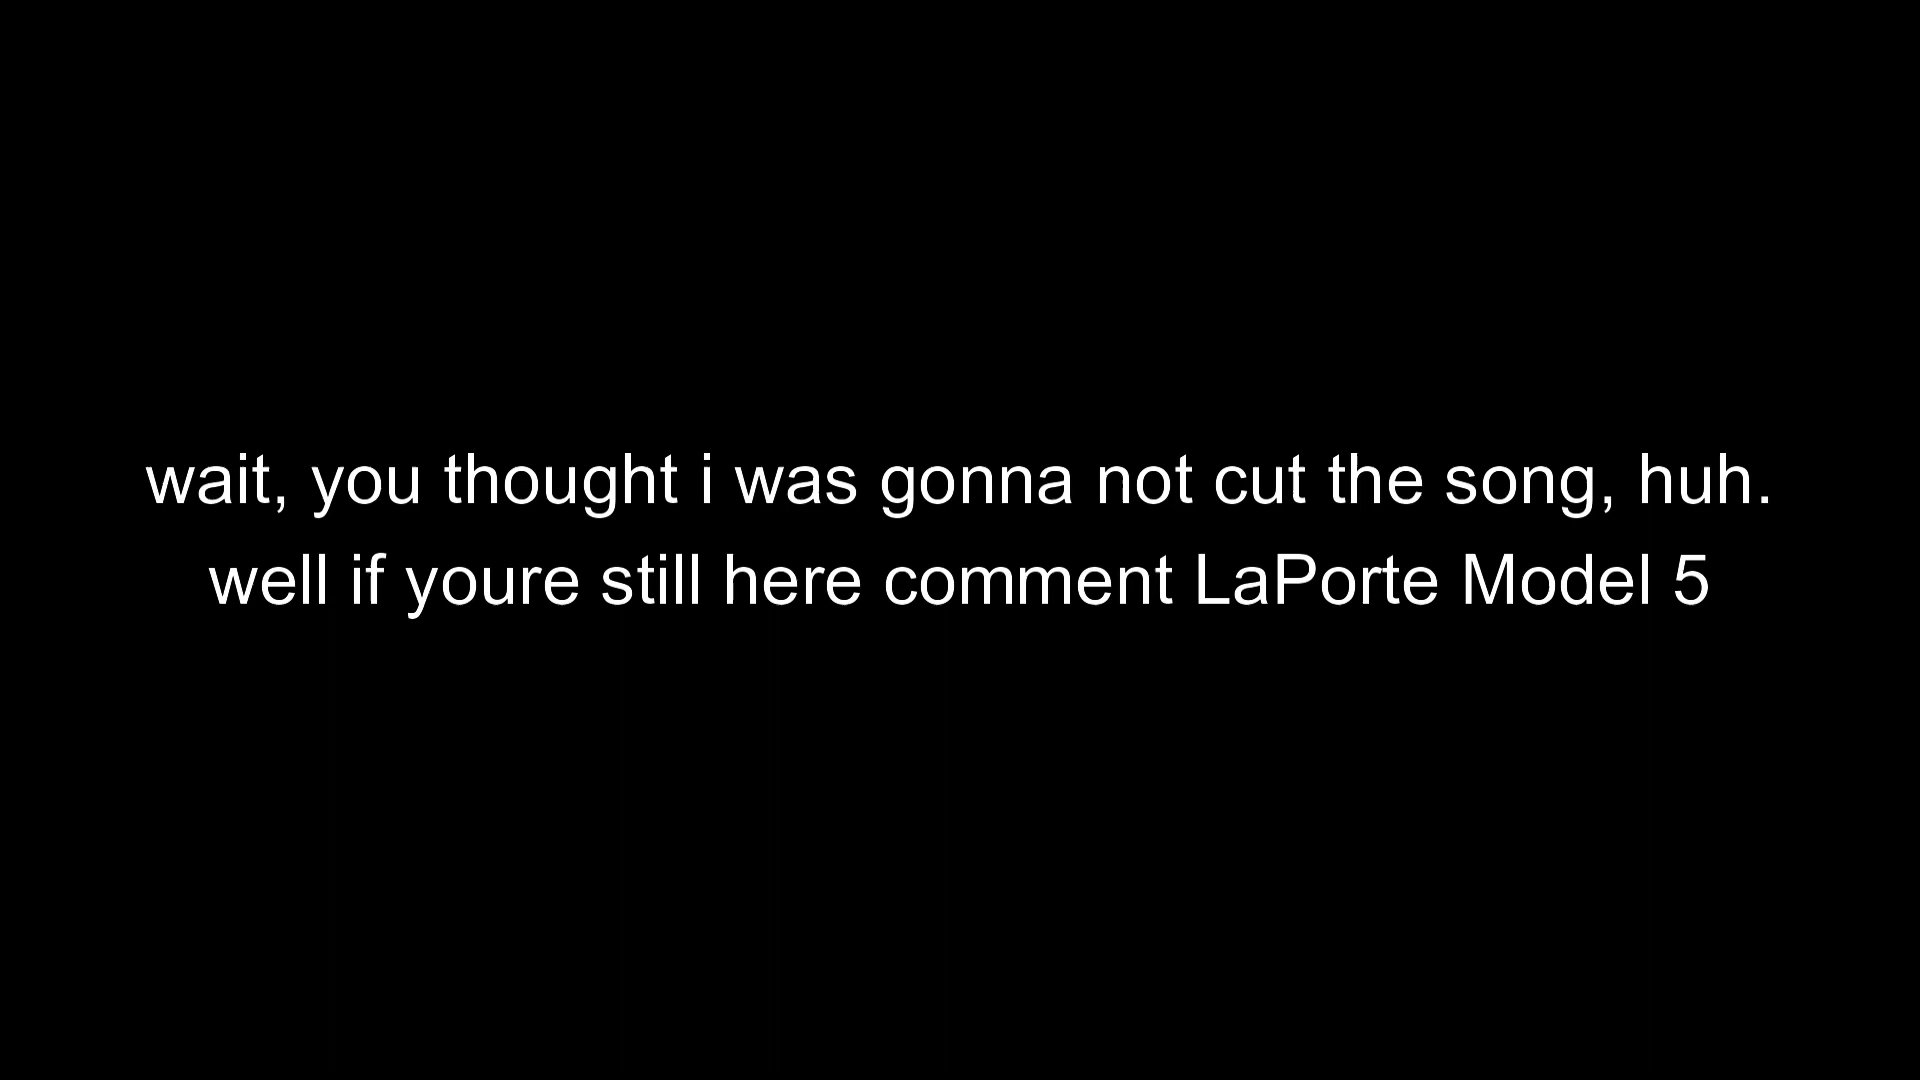 wait, you thought i was gonna not cut the song, huh.
well if youre still here comment LaPorte Model 5